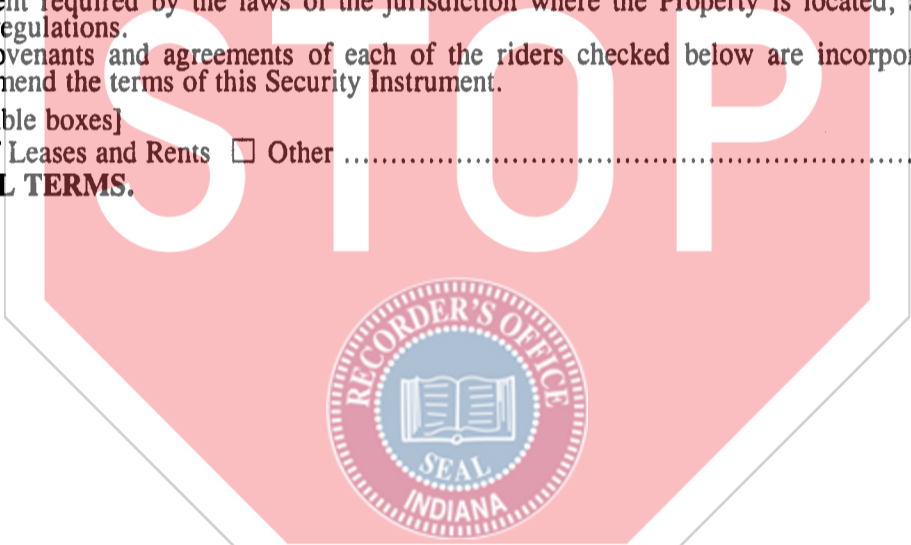 required by the laws of the jurisdiction where the Property is located,
egulations.
ovenants and agreements of each of the riders checked below are incorpo
mend the terms of this Security Instrument.
ble boxes]
Leases and Rents ☐ Other ........................................................................
L TERMS.
STOP
RECORDER'S OFFICE
SEAL
INDIANA